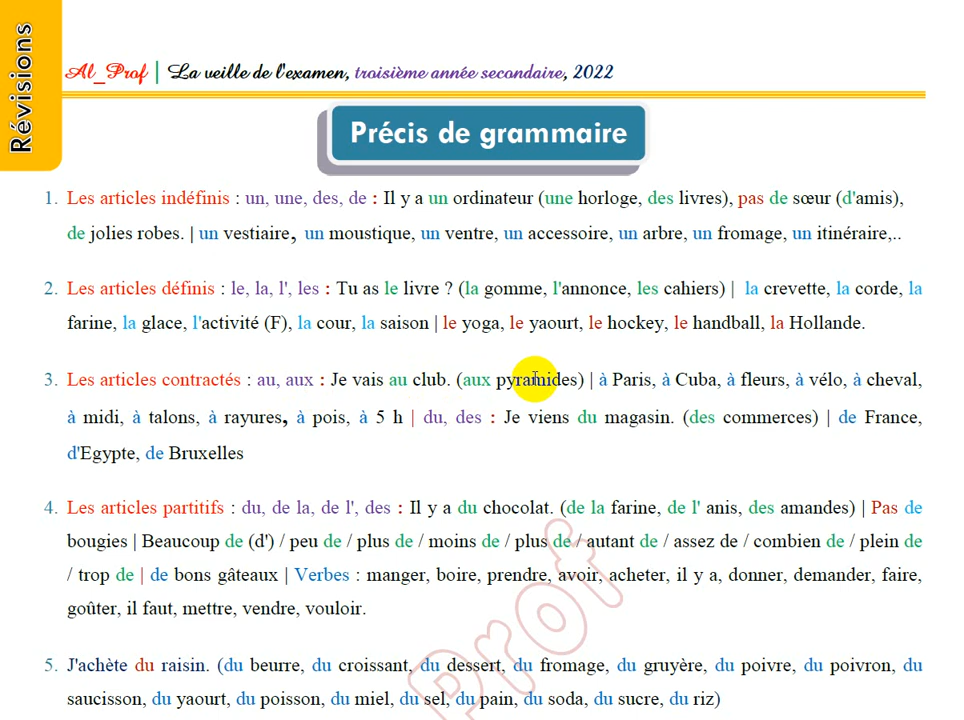 Révisions
Al_Prof | La veille de l'examen, troisième année secondaire, 2022
Précis de grammaire
1. Les articles indéfinis : un, une, des, de : Il y a un ordinateur (une horloge, des livres), pas de sœur (d'amis),
de jolies robes. | un vestiaire, un moustique, un ventre, un accessoire, un arbre, un fromage, un itinéraire,..
2. Les articles définis : le, la, l', les : Tu as le livre ? (la gomme, l'annonce, les cahiers) | la crevette, la corde, la
farine, la glace, l'activité (F), la cour, la saison | le yoga, le yaourt, le hockey, le handball, la Hollande.
3. Les articles contractés : au, aux : Je vais au club. (aux pyramides) | à Paris, à Cuba, à fleurs, à vélo, à cheval,
à midi, à talons, à rayures, à pois, à 5 h | du, des : Je viens du magasin. (des commerces) | de France,
d'Egypte, de Bruxelles
4. Les articles partitifs : du, de la, de l', des : Il y a du chocolat. (de la farine, de l' anis, des amandes) | Pas de
bougies | Beaucoup de (d') / peu de / plus de / moins de / plus de / autant de / assez de / combien de / plein de
/ trop de | de bons gâteaux | Verbes : manger, boire, prendre, avoir, acheter, il y a, donner, demander, faire,
goûter, il faut, mettre, vendre, vouloir.
5. J'achète du raisin. (du beurre, du croissant, du dessert, du fromage, du gruyère, du poivre, du poivron, du
saucisson, du yaourt, du poisson, du miel, du sel, du pain, du soda, du sucre, du riz)
Prof